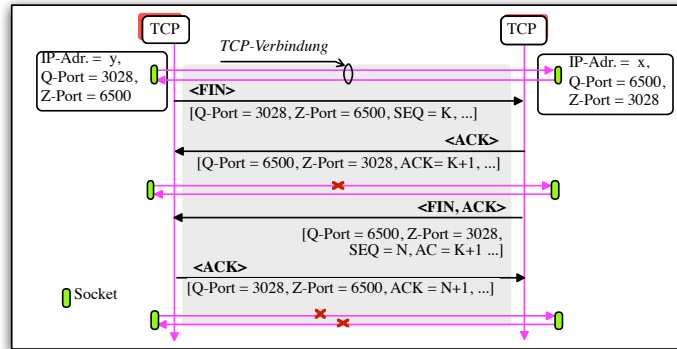 TCP
TCP
TCP-Verbindung
IP-Adr. = y,
Q-Port = 3028,
Z-Port = 6500
IP-Adr. = x,
Q-Port = 6500,
Z-Port = 3028
<FIN>
[Q-Port = 3028, Z-Port = 6500, SEQ = K, ...]
<ACK>
[Q-Port = 6500, Z-Port = 3028, ACK= K+1, ...]
<FIN, ACK>
[Q-Port = 6500, Z-Port = 3028,
SEQ = N, AC = K+1 ...]
<ACK>
[Q-Port = 3028, Z-Port = 6500, ACK = N+1, ...]
Socket